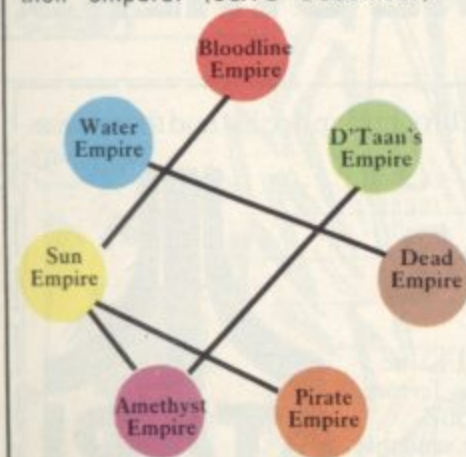 Bloodline
Empire
Water
Empire
D'Taan's
Empire
Sun
Empire
Dead
Empire
Amethyst
Empire
Pirate
Empire